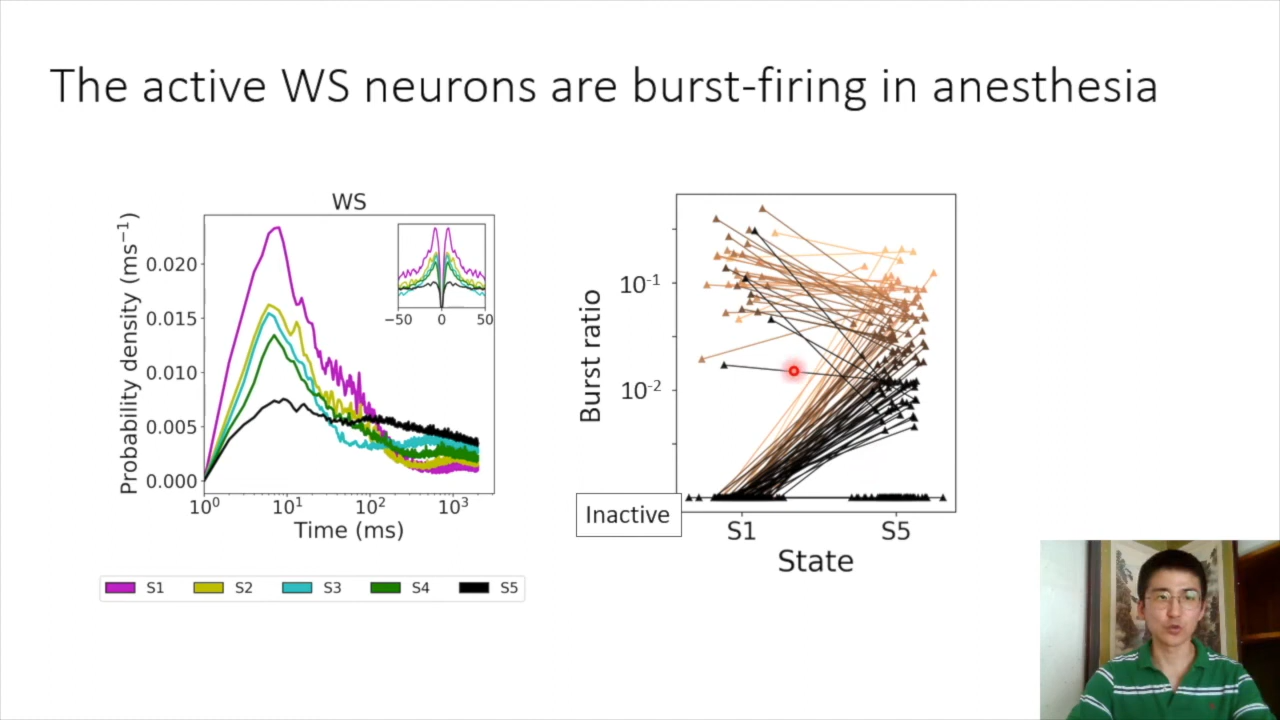 The active WS neurons are burst-firing in anesthesia
WS
Probability density (ms⁻¹)
0.020
0.015
0.010
0.005
0.000
−50 0 50
10⁰ 10¹ 10² 10³
Time (ms)
S1 S2 S3 S4 S5
Burst ratio
10⁻¹
10⁻²
Inactive
S1 S5
State